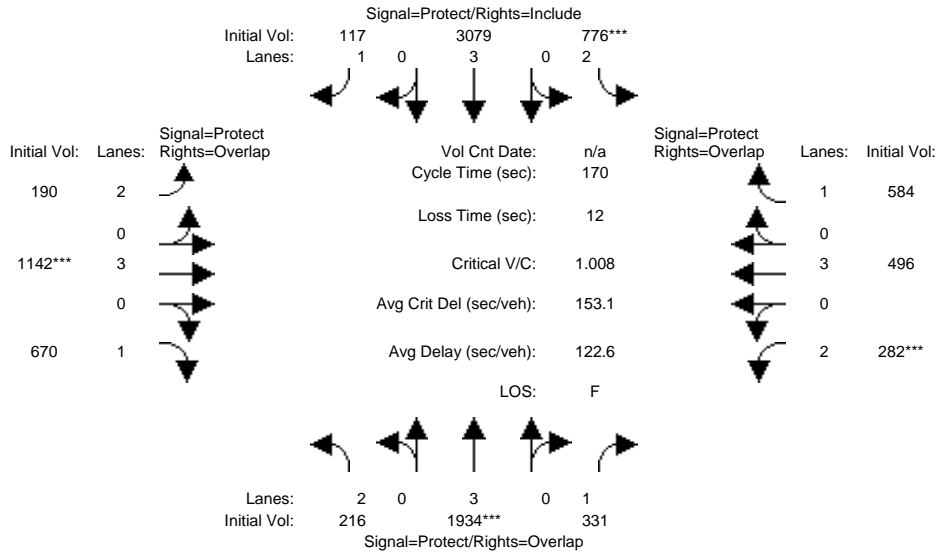 Signal=Protect/Rights=Include
Initial Vol: 117 3079 776***
Lanes: 1 0 3 0 2
Signal=Protect Signal=Protect
Initial Vol: Lanes: Rights=Overlap Vol Cnt Date: n/a Rights=Overlap Lanes: Initial Vol:
Cycle Time (sec): 170
190 2 1 584
Loss Time (sec): 12
0 0
1142*** 3 Critical V/C: 1.008 3 496
0 Avg Crit Del (sec/veh): 153.1 0
670 1 Avg Delay (sec/veh): 122.6 2 282***
LOS: F
Lanes: 2 0 3 0 1
Initial Vol: 216 1934*** 331
Signal=Protect/Rights=Overlap